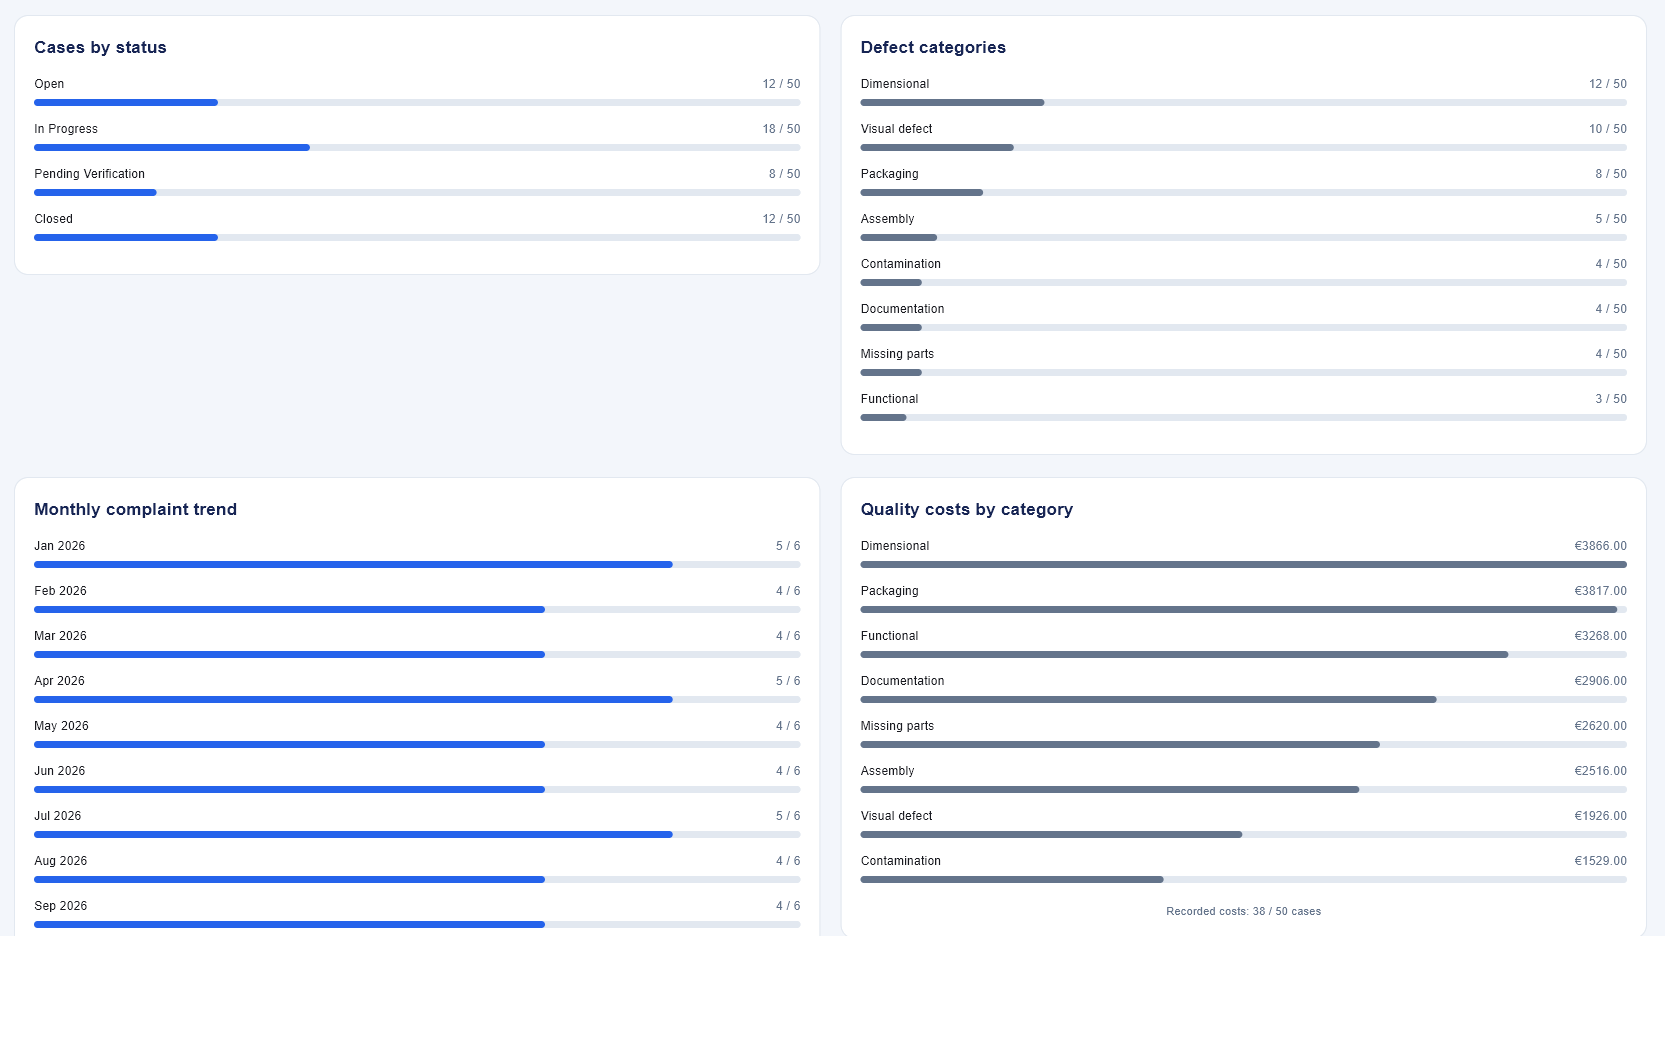 Cases by status
Open 12 / 50
In Progress 18 / 50
Pending Verification 8 / 50
Closed 12 / 50
Defect categories
Dimensional 12 / 50
Visual defect 10 / 50
Packaging 8 / 50
Assembly 5 / 50
Contamination 4 / 50
Documentation 4 / 50
Missing parts 4 / 50
Functional 3 / 50
Monthly complaint trend
Jan 2026 5 / 6
Feb 2026 4 / 6
Mar 2026 4 / 6
Apr 2026 5 / 6
May 2026 4 / 6
Jun 2026 4 / 6
Jul 2026 5 / 6
Aug 2026 4 / 6
Sep 2026 4 / 6
Quality costs by category
Dimensional €3866.00
Packaging €3817.00
Functional €3268.00
Documentation €2906.00
Missing parts €2620.00
Assembly €2516.00
Visual defect €1926.00
Contamination €1529.00
Recorded costs: 38 / 50 cases